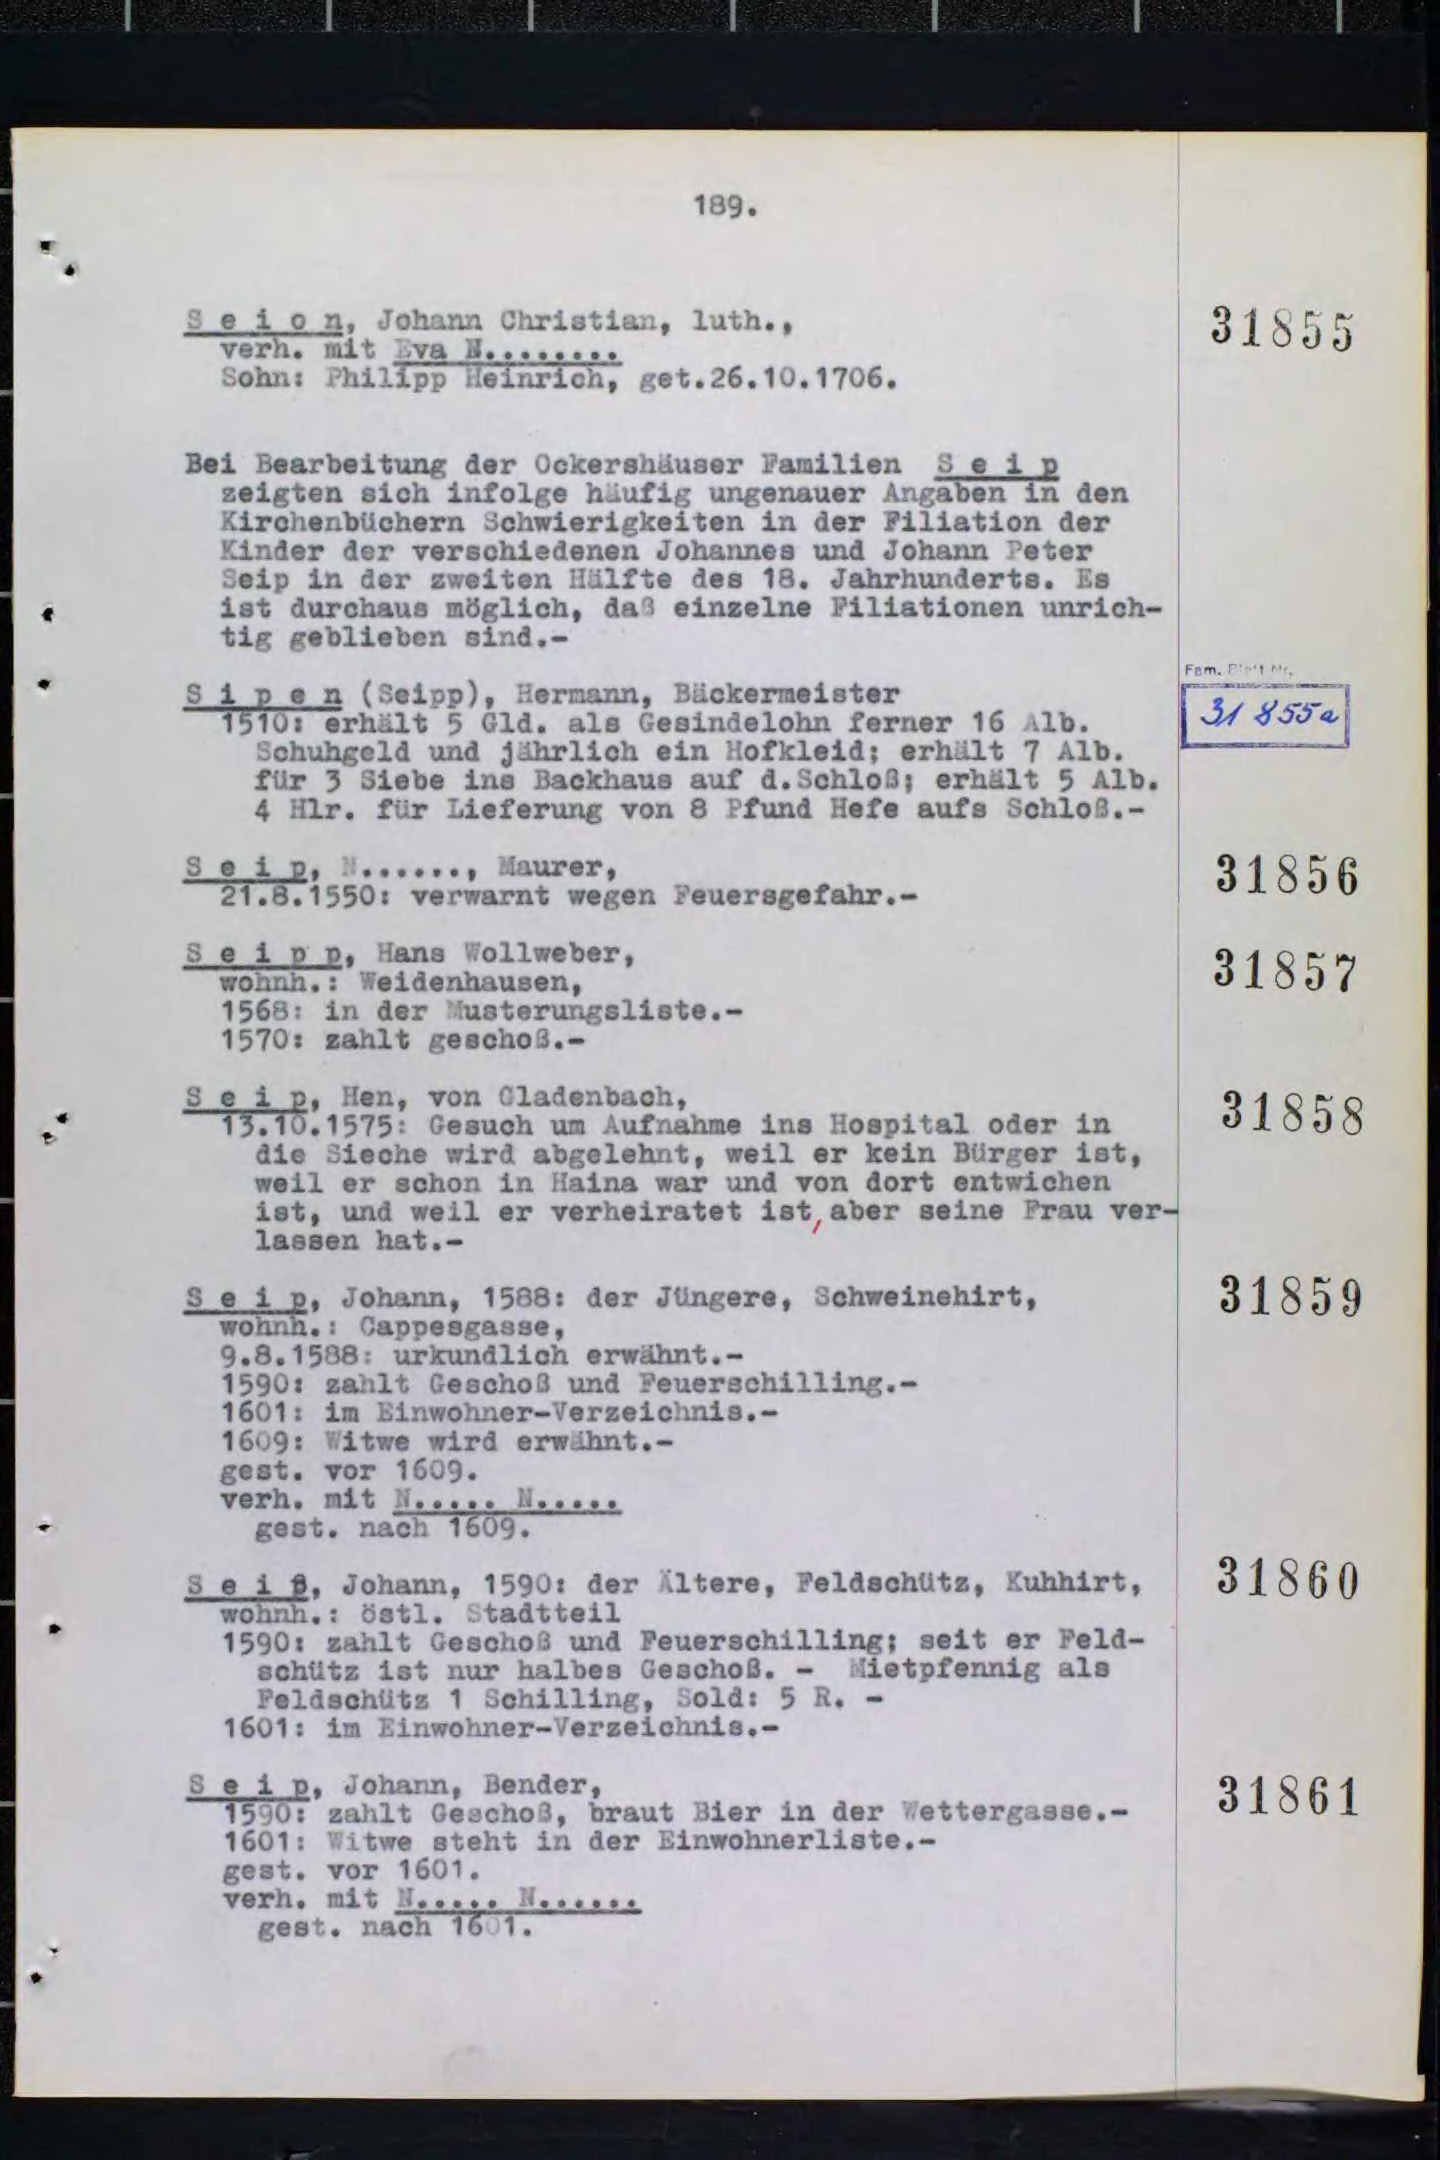 189.
S e i o n, Johann Christian, luth.,
31855
verh. mit Eva N........
Sohn: Philipp Heinrich, get.26.10.1706.
Bei Bearbeitung der Ockershäuser Familien S e i p
zeigten sich infolge häufig ungenauer Angaben in den
Kirchenbüchern Schwierigkeiten in der Filiation der
Kinder der verschiedenen Johannes und Johann Peter
Seip in der zweiten Hälfte des 18. Jahrhunderts. Es
ist durchaus möglich, daß einzelne Filiationen unrich-
tig geblieben sind.-
Fam. Blatt Nr.
31 855a
S i p e n (Seipp), Hermann, Bäckermeister
1510: erhält 5 Gld. als Gesindelohn ferner 16 Alb.
Schuhgeld und jährlich ein Hofkleid; erhält 7 Alb.
für 3 Siebe ins Backhaus auf d.Schloß; erhält 5 Alb.
4 Hlr. für Lieferung von 8 Pfund Hefe aufs Schloß.-
S e i p, N......, Maurer,
31856
21.8.1550: verwarnt wegen Feuersgefahr.-
S e i p p, Hans Wollweber,
31857
wohnh.: Weidenhausen,
1568: in der Musterungsliste.-
1570: zahlt geschoß.-
S e i p, Hen, von Gladenbach,
31858
13.10.1575: Gesuch um Aufnahme ins Hospital oder in
die Sieche wird abgelehnt, weil er kein Bürger ist,
weil er schon in Haina war und von dort entwichen
ist, und weil er verheiratet ist, aber seine Frau ver-
lassen hat.-
S e i p, Johann, 1588: der Jüngere, Schweinehirt,
31859
wohnh.: Cappesgasse,
9.8.1588: urkundlich erwähnt.-
1590: zahlt Geschoß und Feuerschilling.-
1601: im Einwohner-Verzeichnis.-
1609: Witwe wird erwähnt.-
gest. vor 1609.
verh. mit N..... N.....
gest. nach 1609.
S e i ß, Johann, 1590: der Ältere, Feldschütz, Kuhhirt,
31860
wohnh.: östl. Stadtteil
1590: zahlt Geschoß und Feuerschilling; seit er Feld-
schütz ist nur halbes Geschoß. - Mietpfennig als
Feldschütz 1 Schilling, Sold: 5 R. -
1601: im Einwohner-Verzeichnis.-
S e i p, Johann, Bender,
31861
1590: zahlt Geschoß, braut Bier in der Wettergasse.-
1601: Witwe steht in der Einwohnerliste.-
gest. vor 1601.
verh. mit N..... N......
gest. nach 1601.